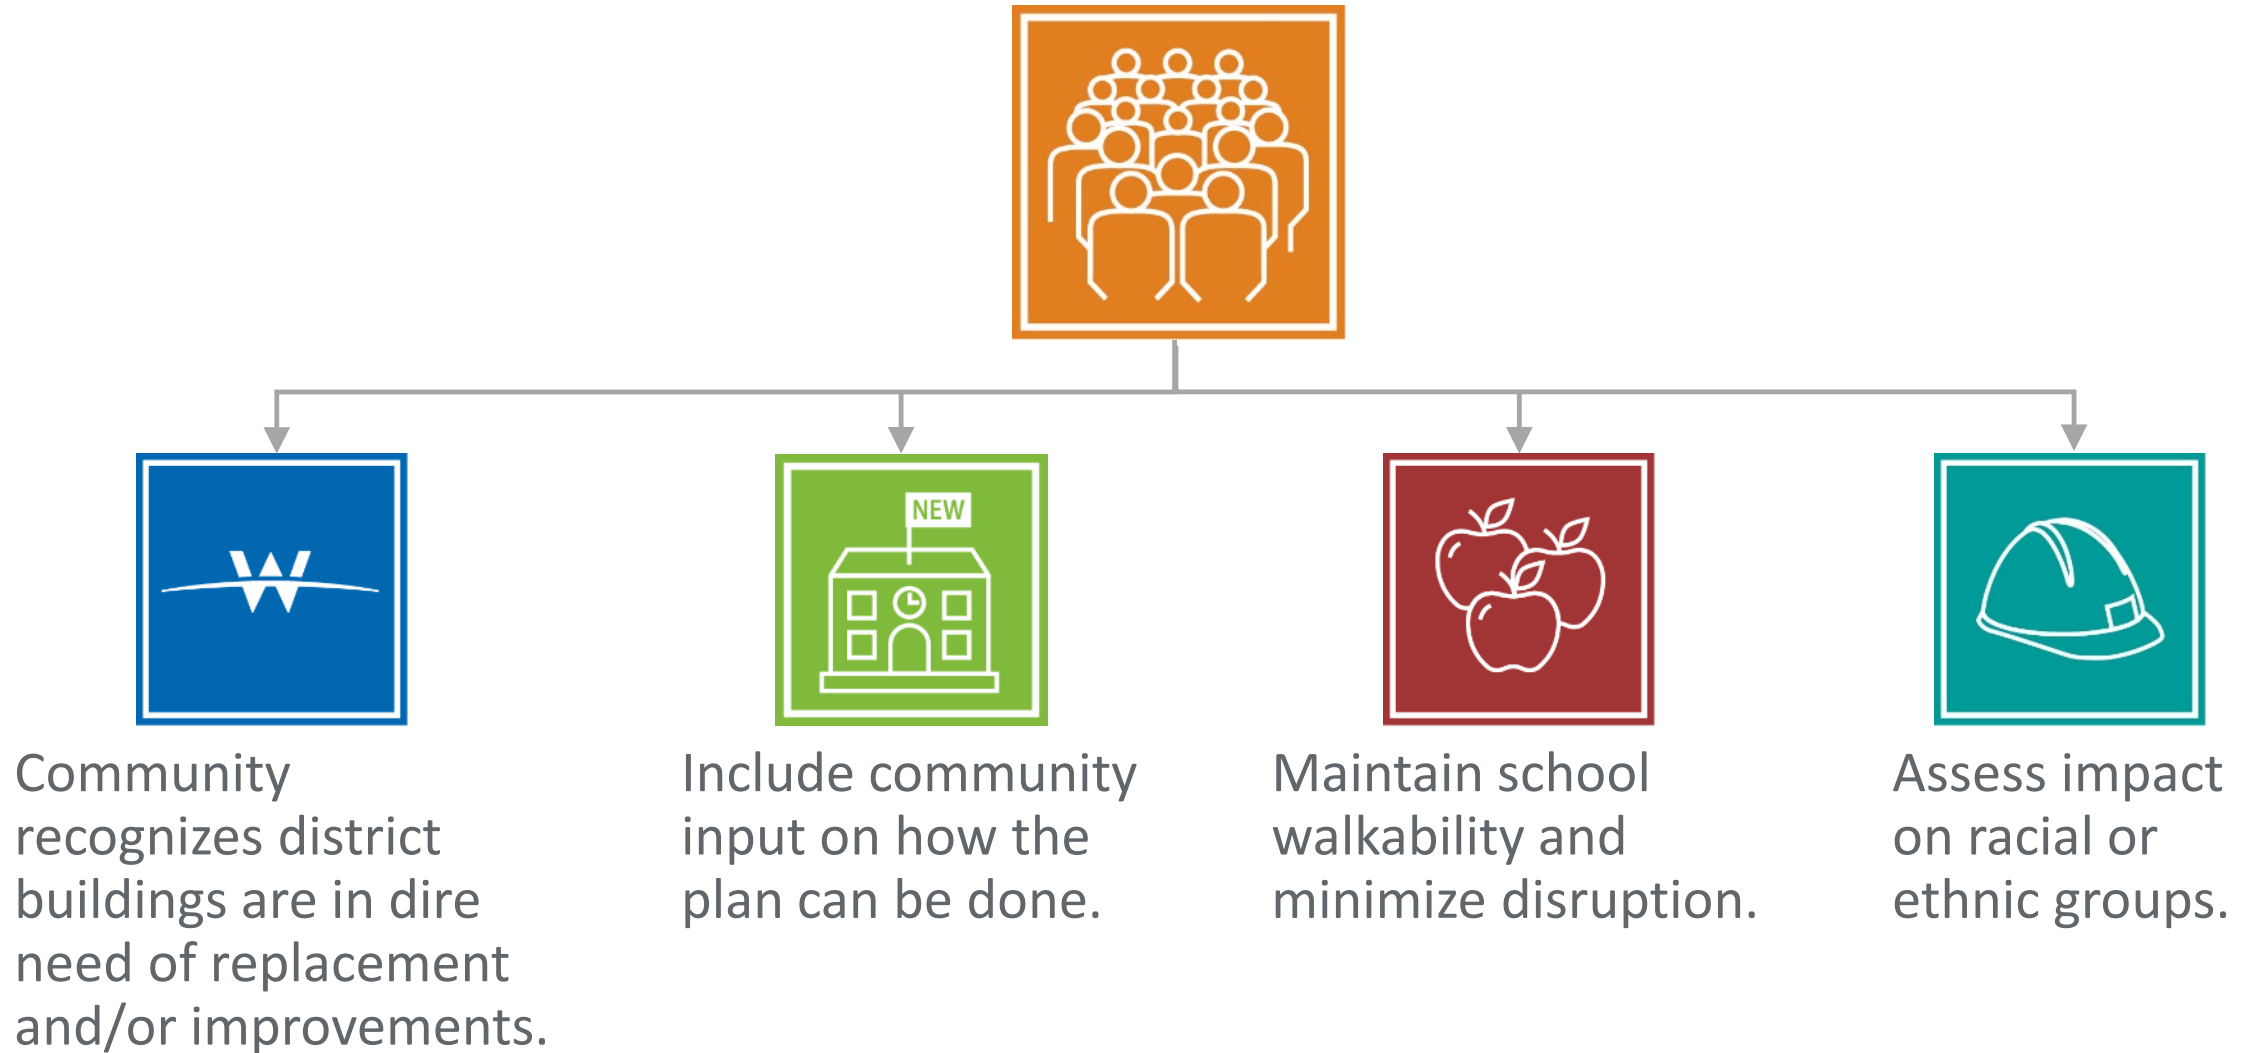 NEW
W
Community
recognizes district
buildings are in dire
need of replacement
and/or improvements.
Include community
input on how the
plan can be done.
Maintain school
walkability and
minimize disruption.
Assess impact
on racial or
ethnic groups.